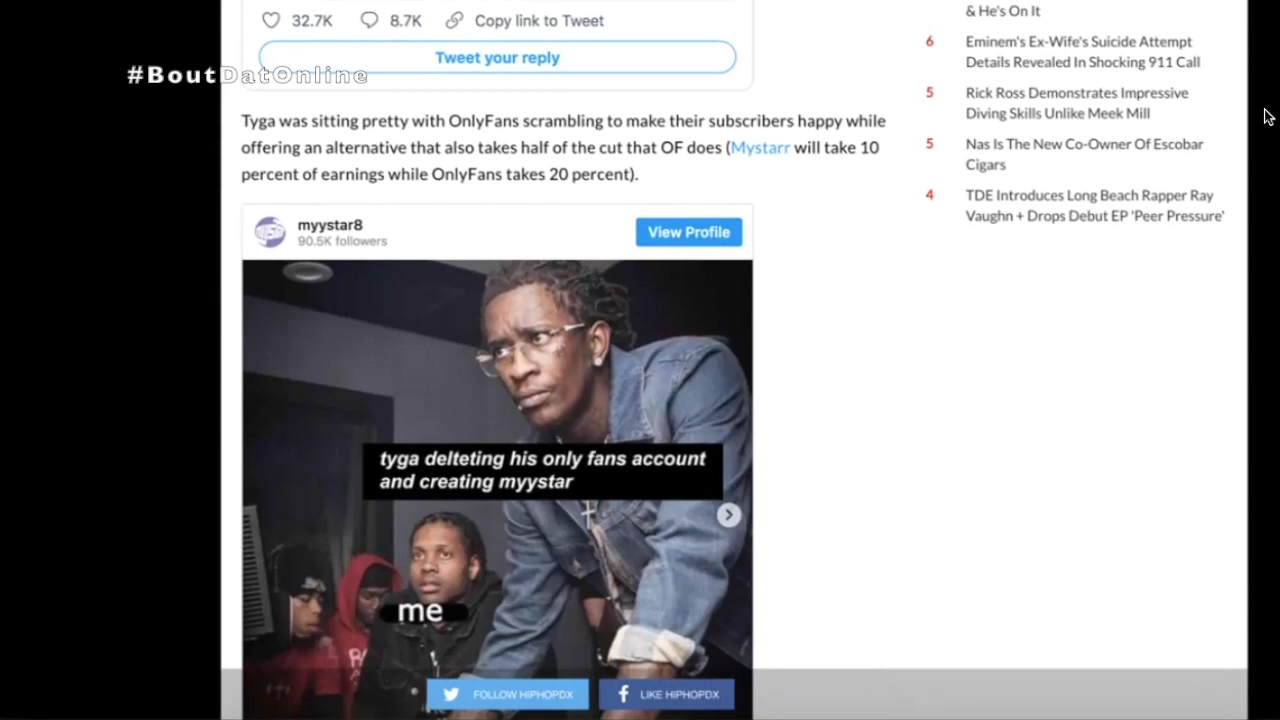 32.7K 8.7K Copy link to Tweet
Tweet your reply
#BoutDatOnline
Tyga was sitting pretty with OnlyFans scrambling to make their subscribers happy while
offering an alternative that also takes half of the cut that OF does (Mystarr will take 10
percent of earnings while OnlyFans takes 20 percent).
myystar8
90.5K followers
View Profile
tyga delteting his only fans account
and creating myystar
me
FOLLOW HIPHOPDX
LIKE HIPHOPDX
& He's On It
6 Eminem's Ex-Wife's Suicide Attempt
Details Revealed In Shocking 911 Call
5 Rick Ross Demonstrates Impressive
Diving Skills Unlike Meek Mill
5 Nas Is The New Co-Owner Of Escobar
Cigars
4 TDE Introduces Long Beach Rapper Ray
Vaughn + Drops Debut EP 'Peer Pressure'